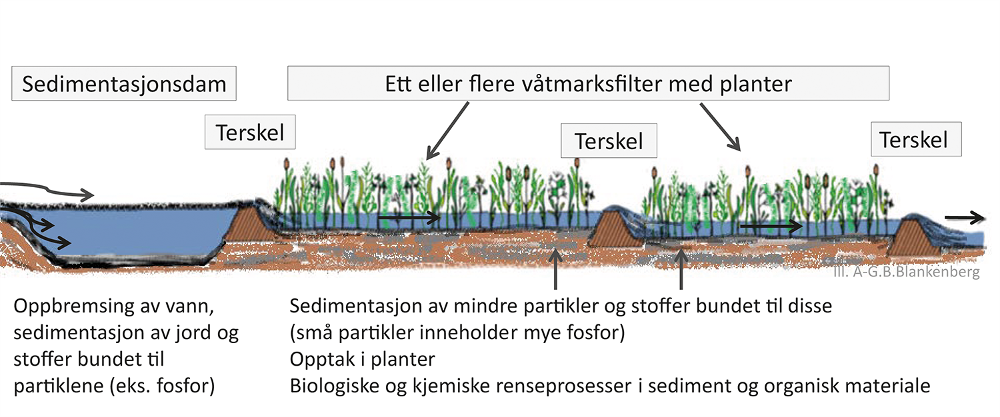 Sedimentasjonsdam
Ett eller flere våtmarksfilter med planter
Terskel
Terskel
Terskel
Ill. A-G.B.Blankenberg
Oppbremsing av vann,
sedimentasjon av jord og
stoffer bundet til
partiklene (eks. fosfor)
Sedimentasjon av mindre partikler og stoffer bundet til disse
(små partikler inneholder mye fosfor)
Opptak i planter
Biologiske og kjemiske renseprosesser i sediment og organisk materiale